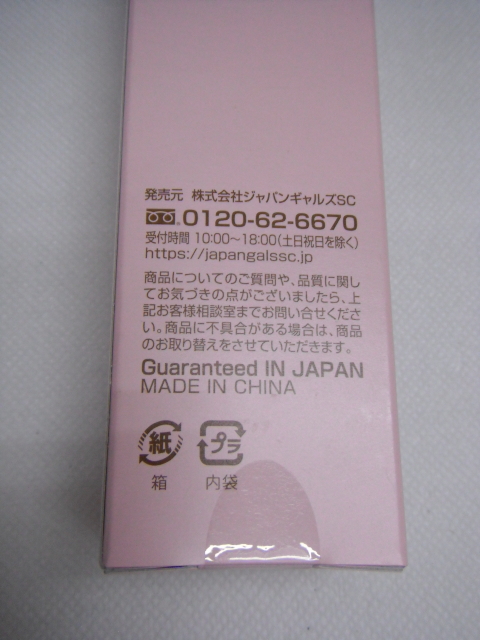 発売元 株式会社ジャパンギャルズSC
0120-62-6670
受付時間 10:00～18:00(土日祝日を除く)
https://japangalssc.jp
商品についてのご質問や、品質に関し
てお気づきの点がございましたら、上
記お客様相談室までお問い合せくださ
い。商品に不具合がある場合は、商品
のお取り替えをさせていただきます。
Guaranteed IN JAPAN
MADE IN CHINA
紙 プラ
箱 内袋